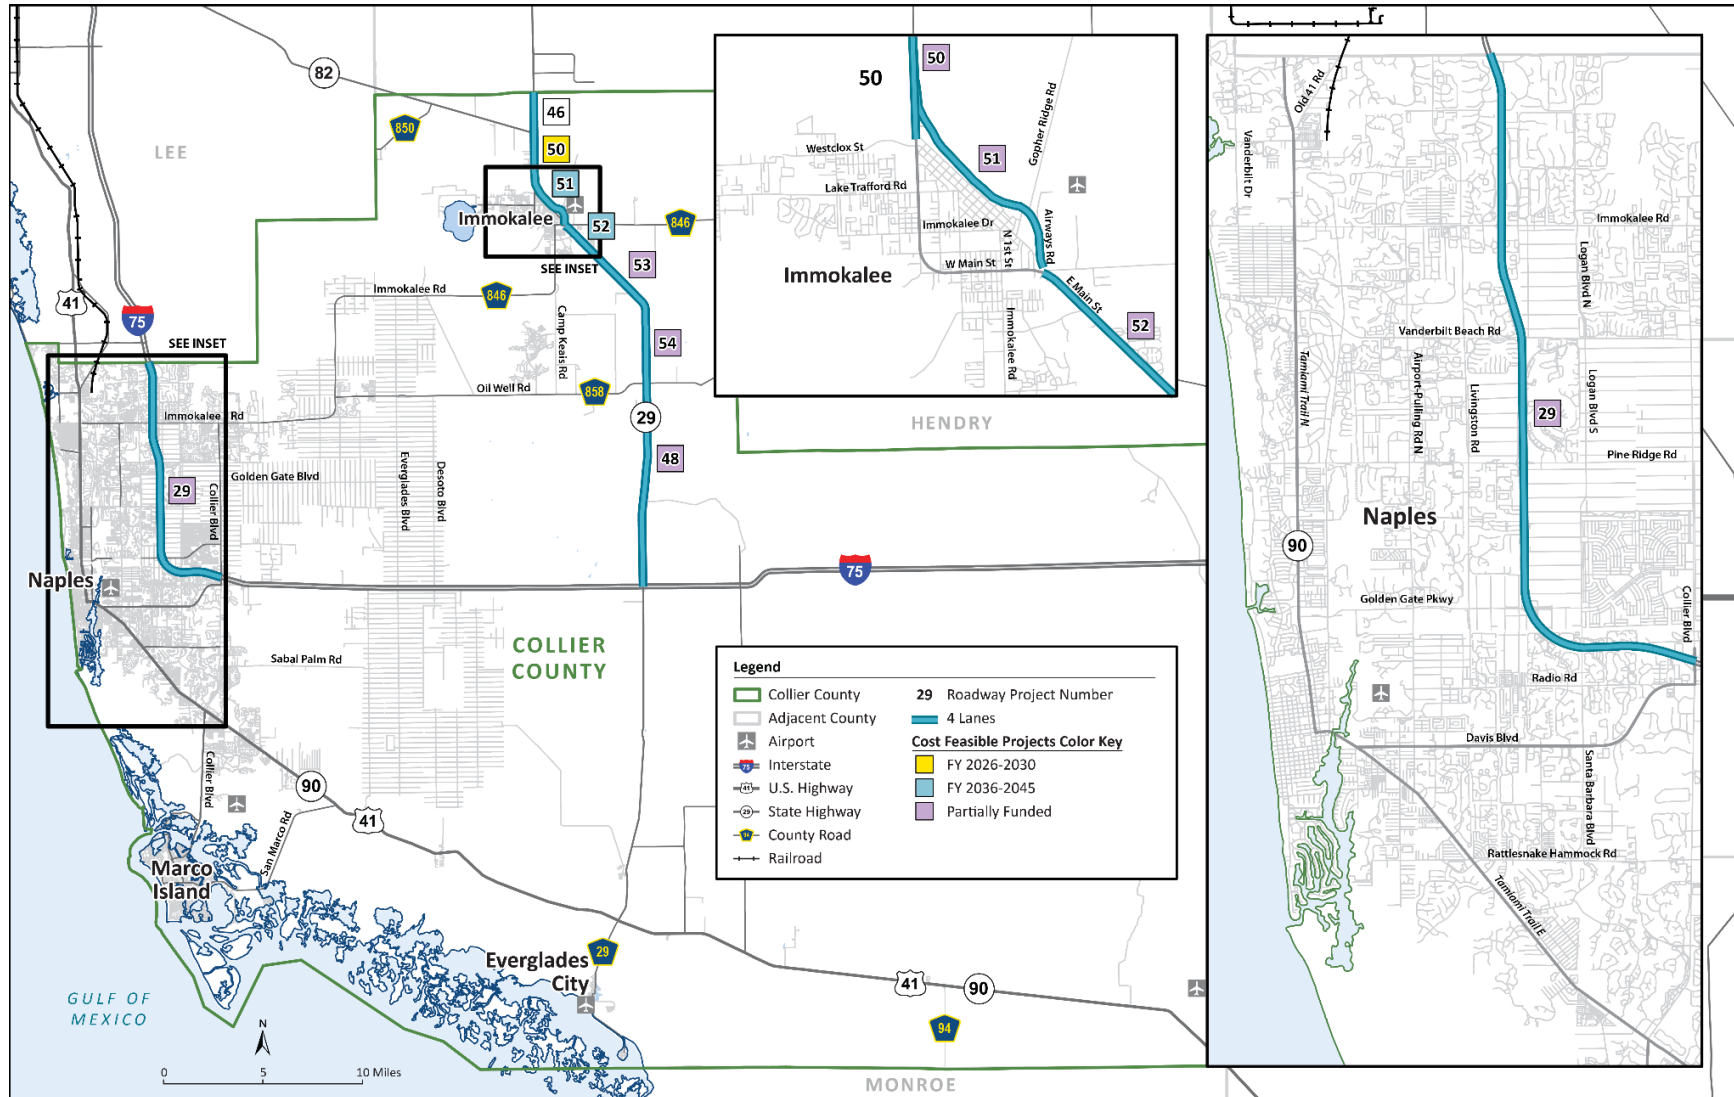 82
850
LEE
46
50
51
Immokalee
52
846
SEE INSET
53
Immokalee Rd
846
41
75
SEE INSET
Camp Keais Rd
54
Oil Well Rd
858
Immokalee Rd
29
48
Golden Gate Blvd
Everglades Blvd
Desoto Blvd
29
Collier Blvd
Naples
75
COLLIER
COUNTY
Sabal Palm Rd
HENDRY
Collier Blvd
90
41
San Marco Rd
Marco
Island
Everglades
City
29
41
90
94
GULF OF
MEXICO
N
0
5
10 Miles
MONROE
50
50
Gopher Ridge Rd
Westclox St
51
Lake Trafford Rd
Immokalee Dr
N 1st St
Airways Rd
W Main St
Immokalee
E Main St
Immokalee Rd
52
Legend
Collier County
Adjacent County
Airport
75
Interstate
41
U.S. Highway
29
State Highway
County Road
Railroad
29
Roadway Project Number
4 Lanes
Cost Feasible Projects Color Key
FY 2026-2030
FY 2036-2045
Partially Funded
Old 41 Rd
Vanderbilt Dr
Immokalee Rd
Logan Blvd N
Vanderbilt Beach Rd
Tamiami Trail N
Airport-Pulling Rd N
Livingston Rd
Logan Blvd S
29
Pine Ridge Rd
Naples
90
Golden Gate Pkwy
Collier Blvd
Radio Rd
Davis Blvd
Santa Barbara Blvd
Rattlesnake Hammock Rd
Tamiami Trail E